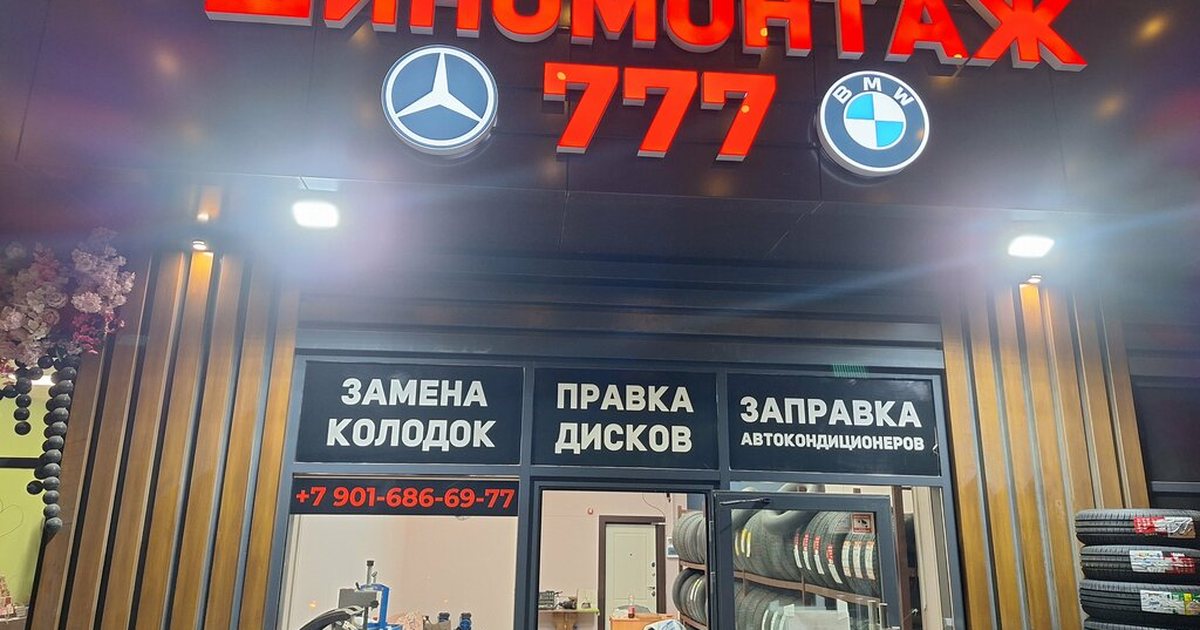 ШИНОМОНТАЖ
777
BMW
ЗАМЕНА
КОЛОДОК
ПРАВКА
ДИСКОВ
ЗАПРАВКА
АВТОКОНДИЦИОНЕРОВ
+7 901-686-69-77